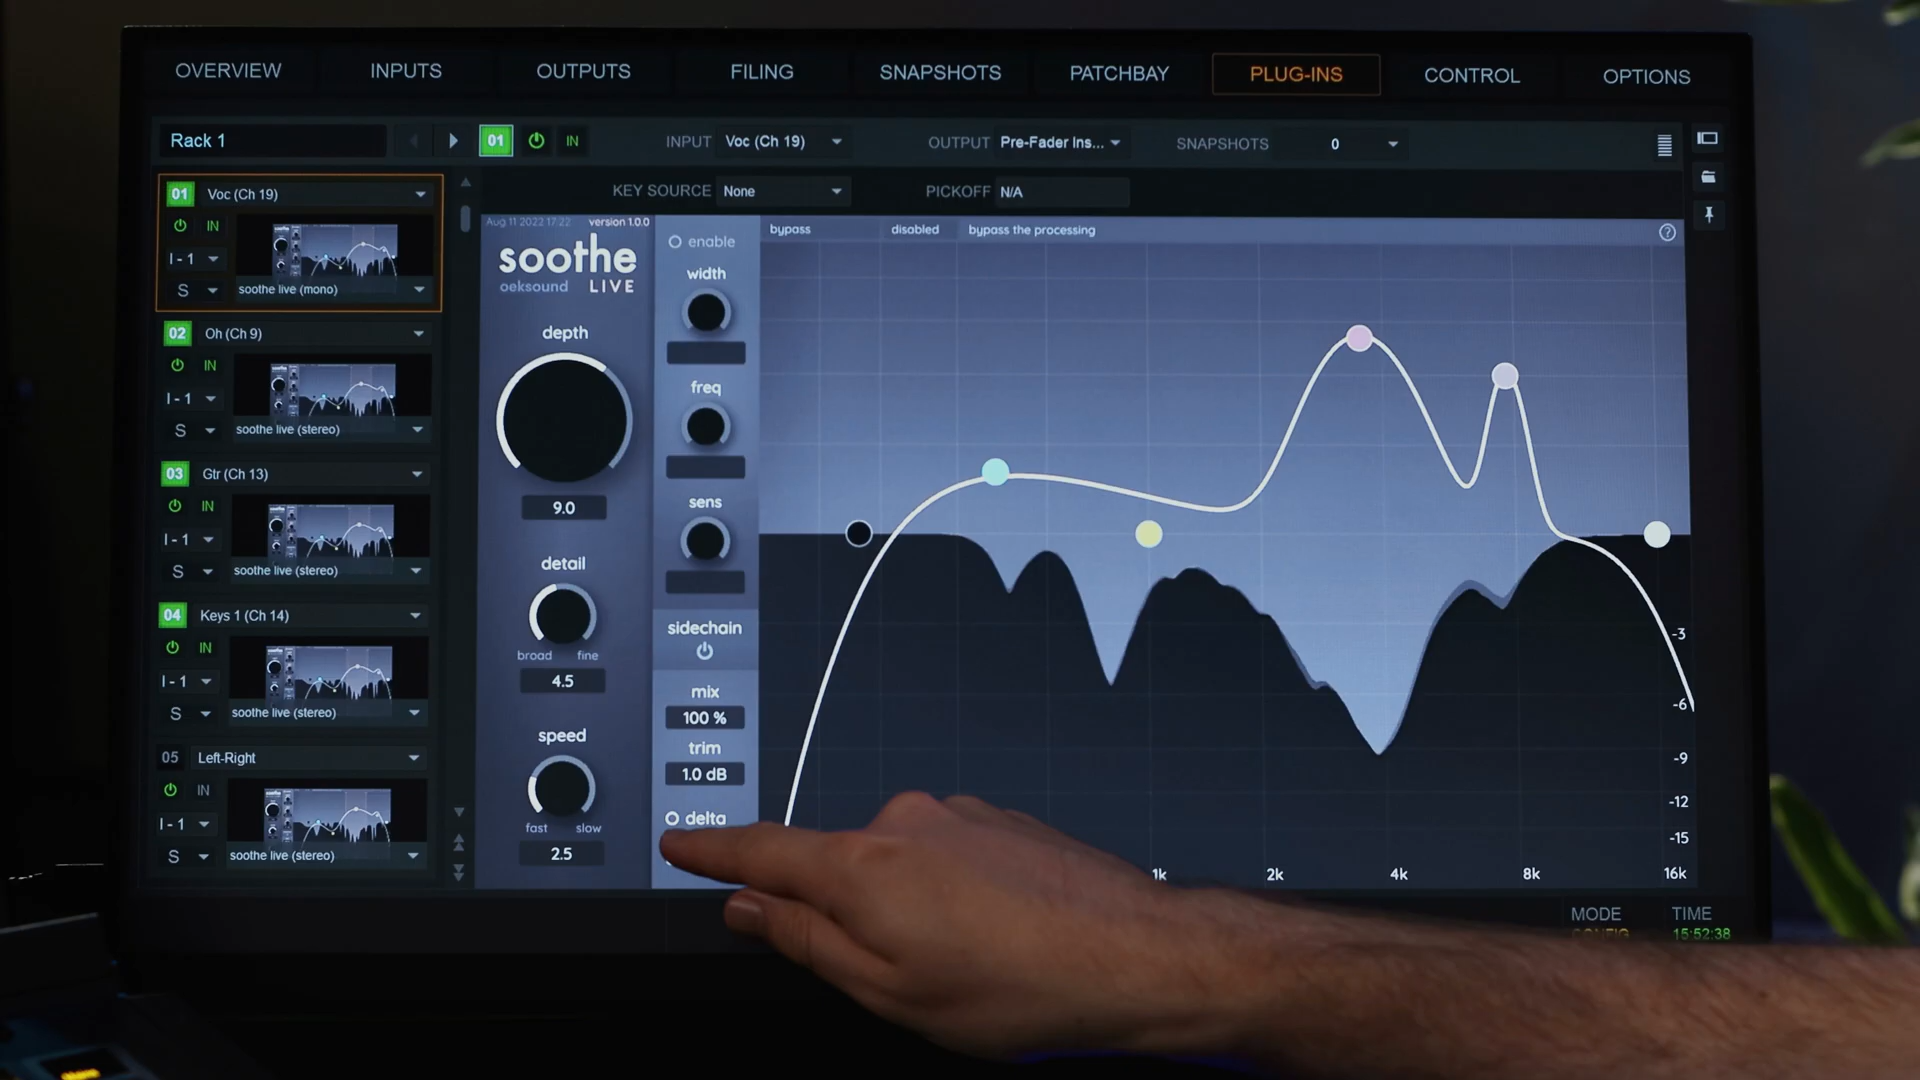 OVERVIEW INPUTS OUTPUTS FILING SNAPSHOTS PATCHBAY PLUG-INS CONTROL OPTIONS
Rack 1 01 IN INPUT Voc (Ch 19) OUTPUT Pre-Fader Ins... SNAPSHOTS 0
KEY SOURCE None PICKOFF N/A
01 Voc (Ch 19)
IN
I - 1
S soothe live (mono)
02 Oh (Ch 9)
IN
I - 1
S soothe live (stereo)
03 Gtr (Ch 13)
IN
I - 1
S soothe live (stereo)
04 Keys 1 (Ch 14)
IN
I - 1
S soothe live (stereo)
05 Left-Right
IN
I - 1
S soothe live (stereo)
Aug 11 2022 17:22 version 1.0.0
soothe
oeksound LIVE
depth
9.0
detail
broad fine
4.5
speed
fast slow
2.5
enable
width
freq
sens
sidechain
mix
100 %
trim
1.0 dB
delta
bypass disabled bypass the processing
?
-3
-6
-9
-12
-15
1k 2k 4k 8k 16k
MODE TIME
CONFIG 15:52:38